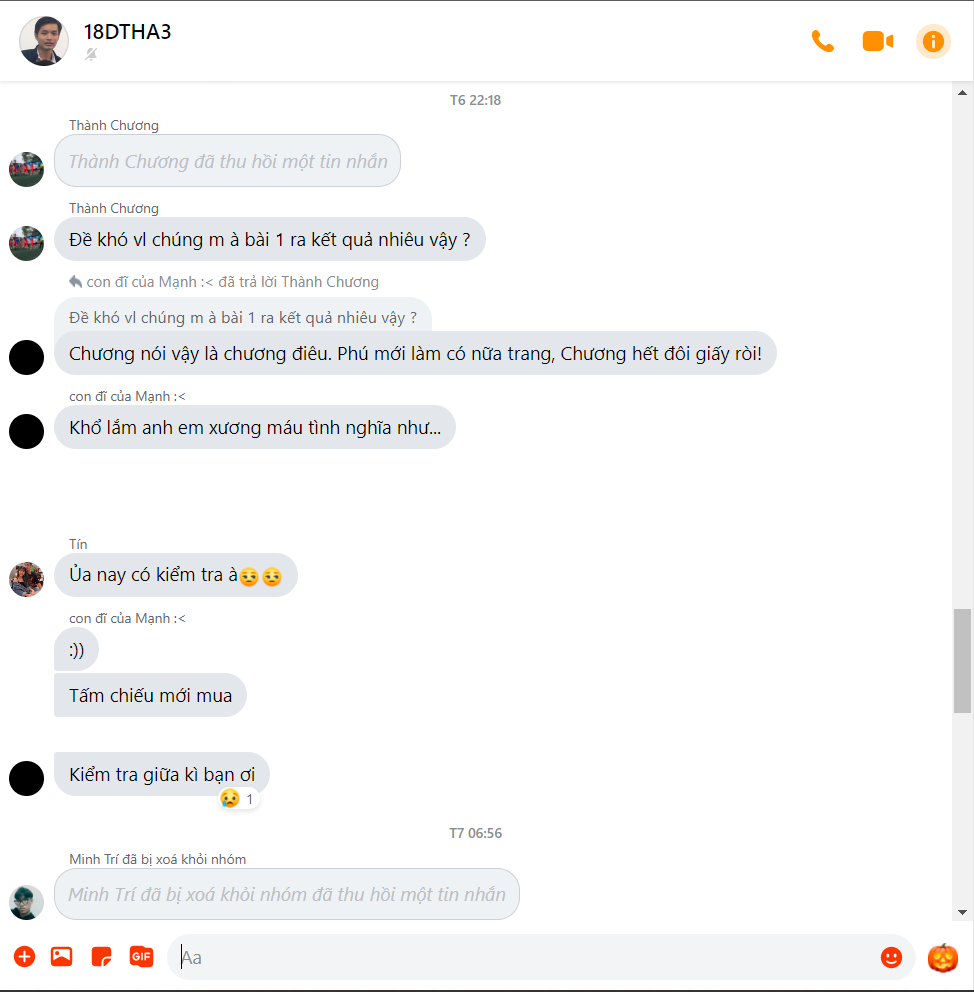 18DTHA3
T6 22:18
Thành Chương
Thành Chương đã thu hồi một tin nhắn
Thành Chương
Đề khó vl chúng m à bài 1 ra kết quả nhiêu vậy ?
con đĩ của Mạnh :< đã trả lời Thành Chương
Đề khó vl chúng m à bài 1 ra kết quả nhiêu vậy ?
Chương nói vậy là chương điêu. Phú mới làm có nữa trang, Chương hết đôi giấy ròi!
con đĩ của Mạnh :<
Khổ lắm anh em xương máu tình nghĩa như...
Tín
Ủa nay có kiểm tra à😒😒
con đĩ của Mạnh :<
:))
Tấm chiếu mới mua
Kiểm tra giữa kì bạn ơi
😢 1
T7 06:56
Minh Trí đã bị xoá khỏi nhóm
Minh Trí đã bị xoá khỏi nhóm đã thu hồi một tin nhắn
GIF
Aa